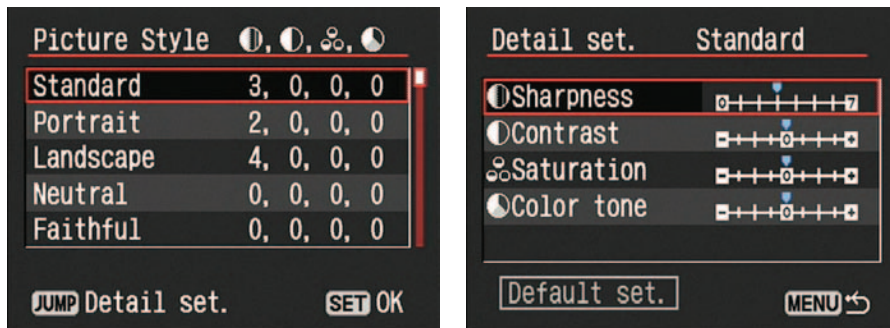 Picture Style
Standard 3, 0, 0, 0
Portrait 2, 0, 0, 0
Landscape 4, 0, 0, 0
Neutral 0, 0, 0, 0
Faithful 0, 0, 0, 0
JUMP Detail set. SET OK
Detail set. Standard
Sharpness 0 7
Contrast 0
Saturation 0
Color tone 0
Default set.
MENU